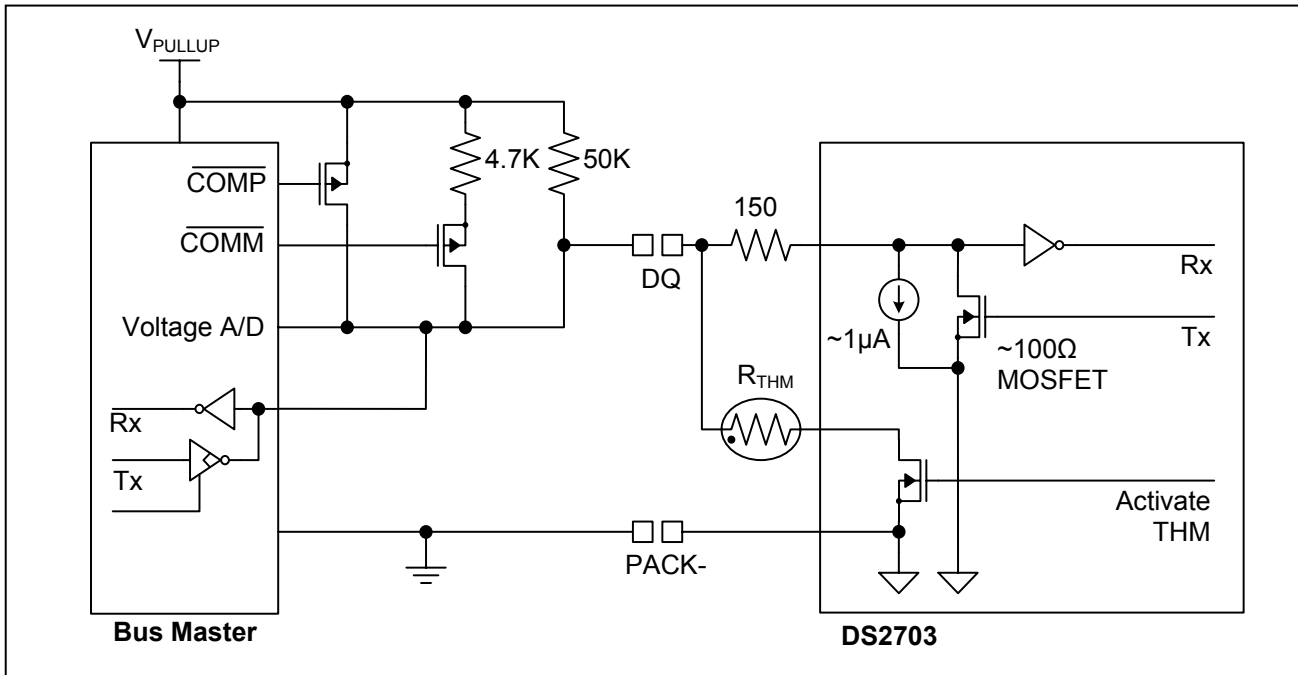 V_PULLUP
COMP
COMM
Voltage A/D
Rx
Tx
Bus Master
4.7K
50K
DQ
PACK-
150
R_THM
~1µA
~100Ω
MOSFET
Rx
Tx
Activate
THM
DS2703